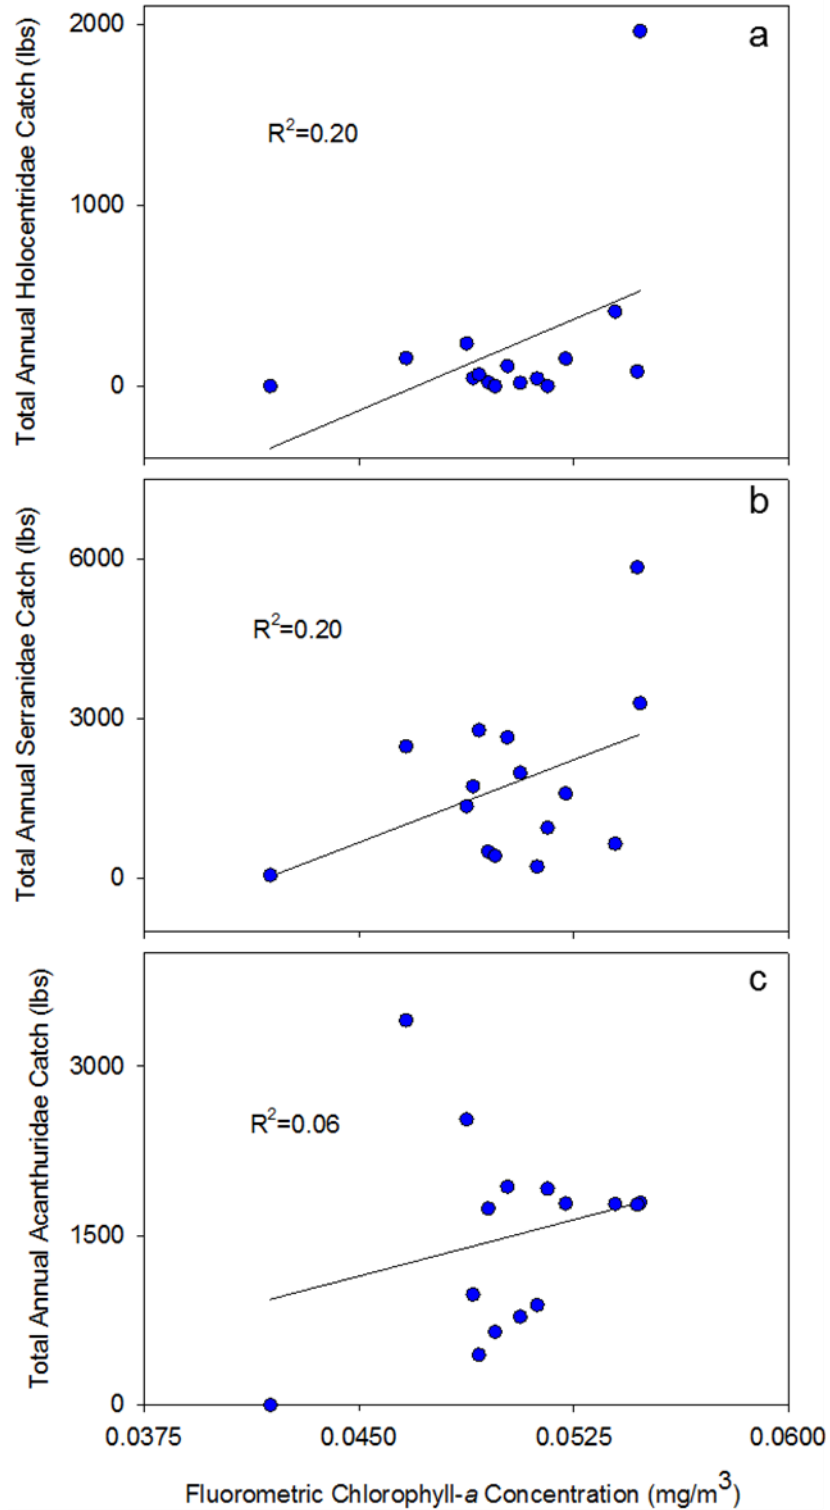 a
Total Annual Holocentridae Catch (lbs)
2000
1000
0
R²=0.20
b
Total Annual Serranidae Catch (lbs)
6000
3000
0
R²=0.20
c
Total Annual Acanthuridae Catch (lbs)
3000
1500
0
R²=0.06
0.0375 0.0450 0.0525 0.0600
Fluorometric Chlorophyll-a Concentration (mg/m³)